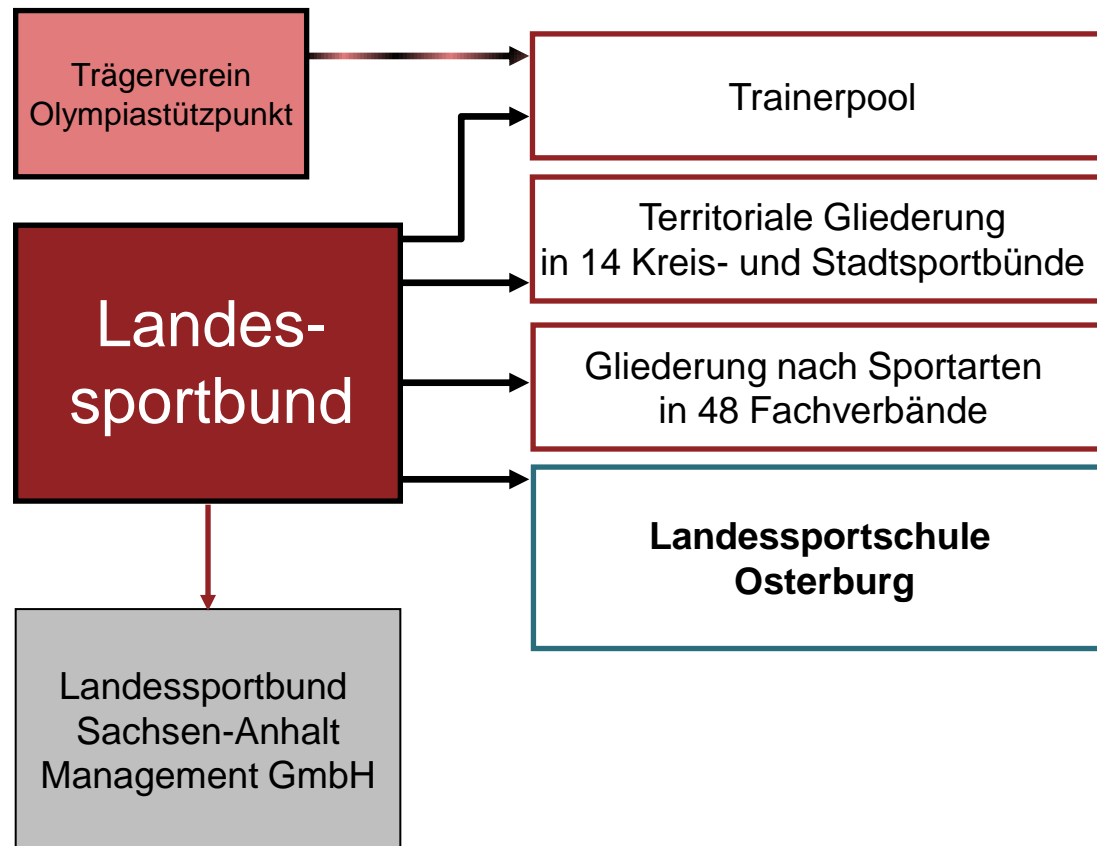 Trägerverein
Olympiastützpunkt
Trainerpool
Territoriale Gliederung
in 14 Kreis- und Stadtsportbünde
Landes-
sportbund
Gliederung nach Sportarten
in 48 Fachverbände
Landessportschule
Osterburg
Landessportbund
Sachsen-Anhalt
Management GmbH